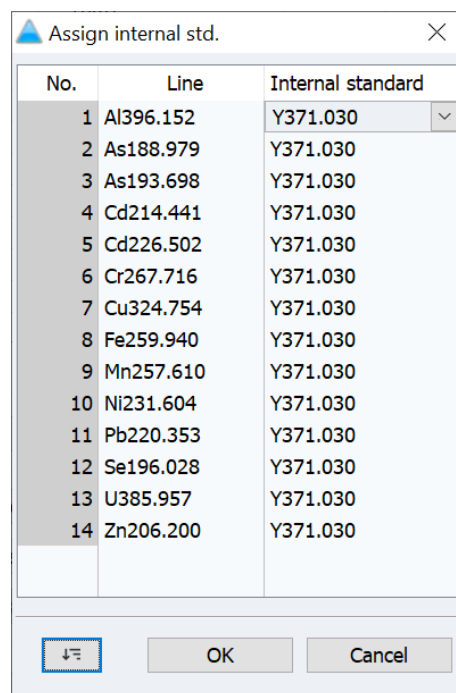 Assign internal std.
No. Line Internal standard
1 Al396.152 Y371.030
2 As188.979 Y371.030
3 As193.698 Y371.030
4 Cd214.441 Y371.030
5 Cd226.502 Y371.030
6 Cr267.716 Y371.030
7 Cu324.754 Y371.030
8 Fe259.940 Y371.030
9 Mn257.610 Y371.030
10 Ni231.604 Y371.030
11 Pb220.353 Y371.030
12 Se196.028 Y371.030
13 U385.957 Y371.030
14 Zn206.200 Y371.030
OK Cancel